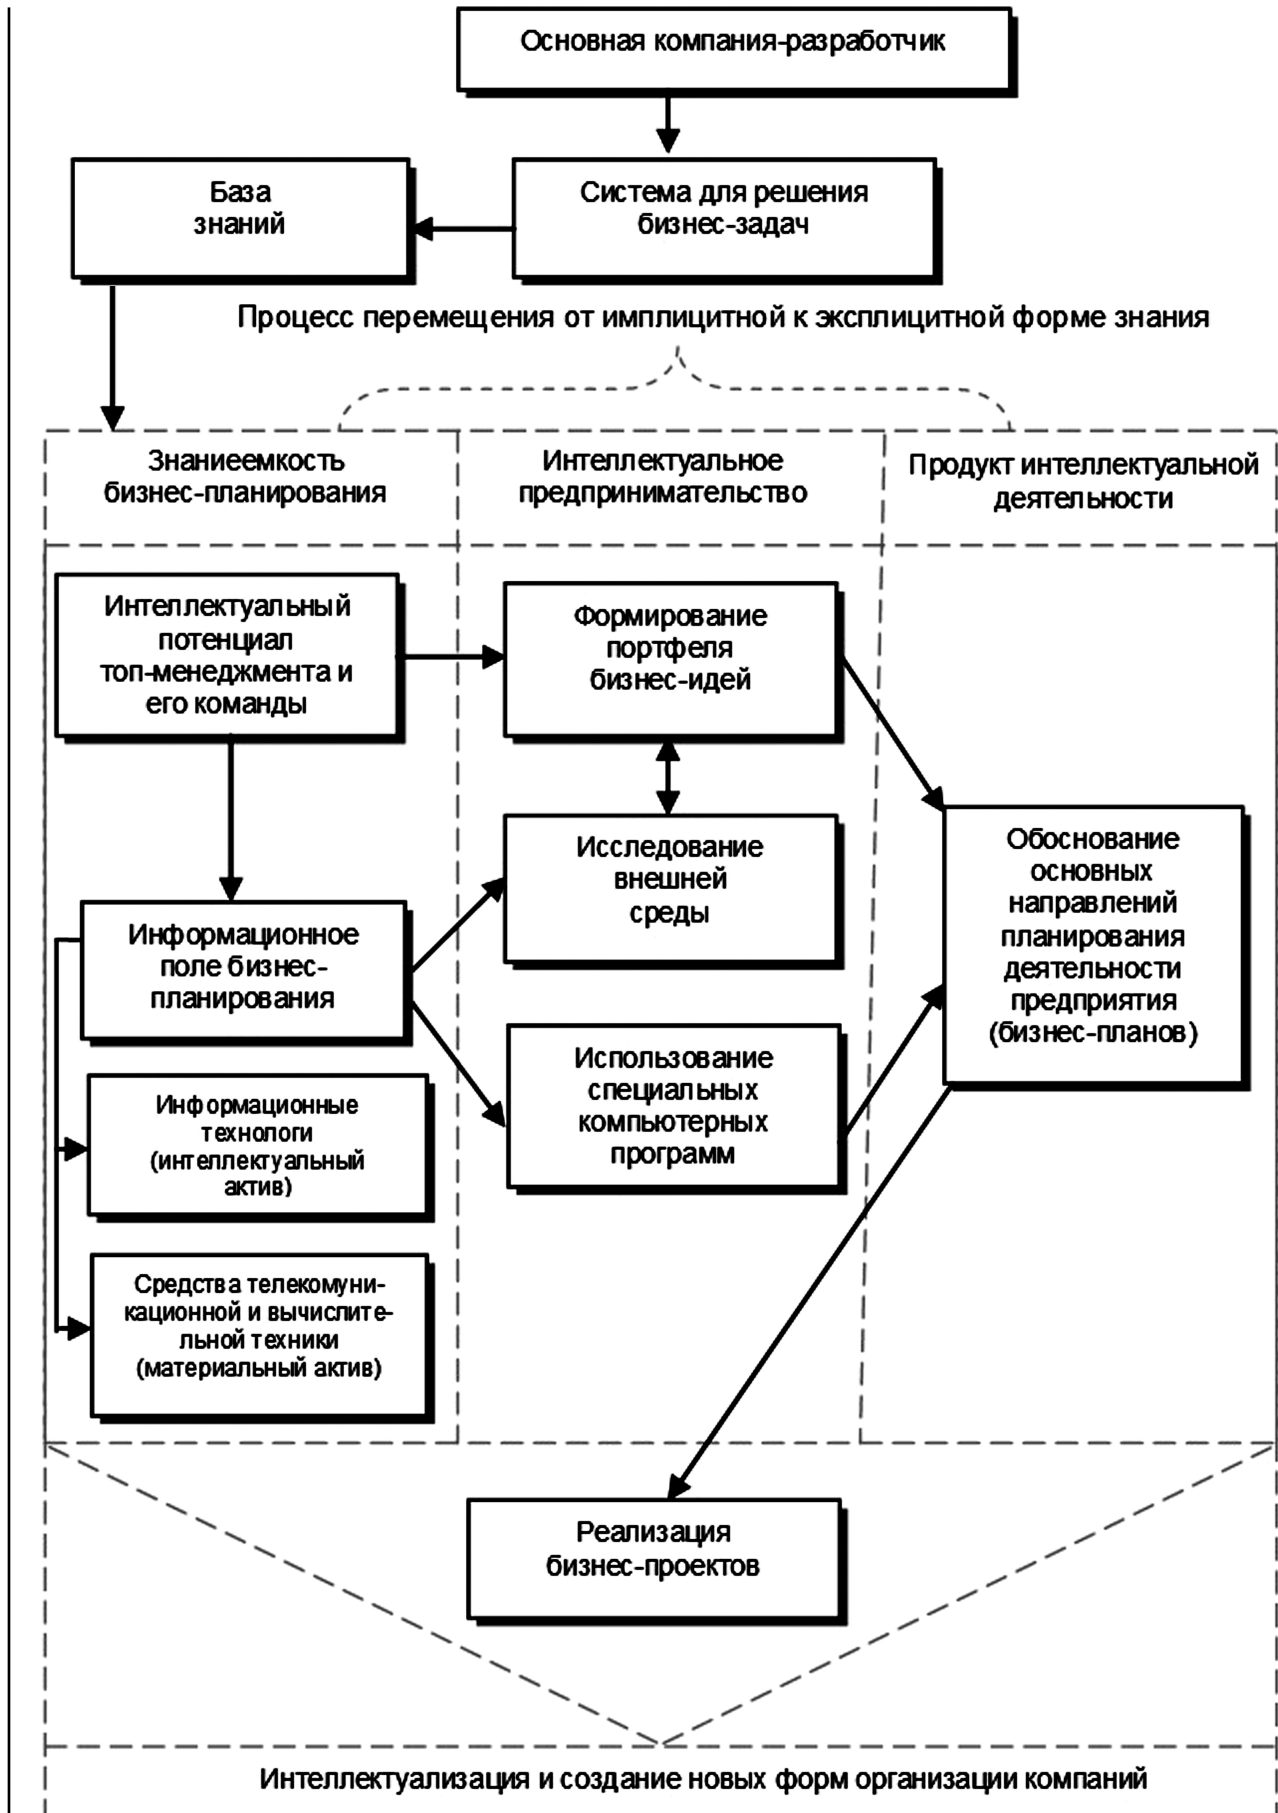 Основная компания-разработчик
База
знаний
Система для решения
бизнес-задач
Процесс перемещения от имплицитной к эксплицитной форме знания
Знаниеемкость
бизнес-планирования
Интеллектуальное
предпринимательство
Продукт интеллектуальной
деятельности
Интеллектуальный
потенциал
топ-менеджмента и
его команды
Формирование
портфеля
бизнес-идей
Исследование
внешней
среды
Обоснование
основных
направлений
планирования
деятельности
предприятия
(бизнес-планов)
Информационное
поле бизнес-
планирования
Использование
специальных
компьютерных
программ
Информационные
технологи
(интеллектуальный
актив)
Средства телекомуни-
кационной и вычислите-
льной техники
(материальный актив)
Реализация
бизнес-проектов
Интеллектуализация и создание новых форм организации компаний